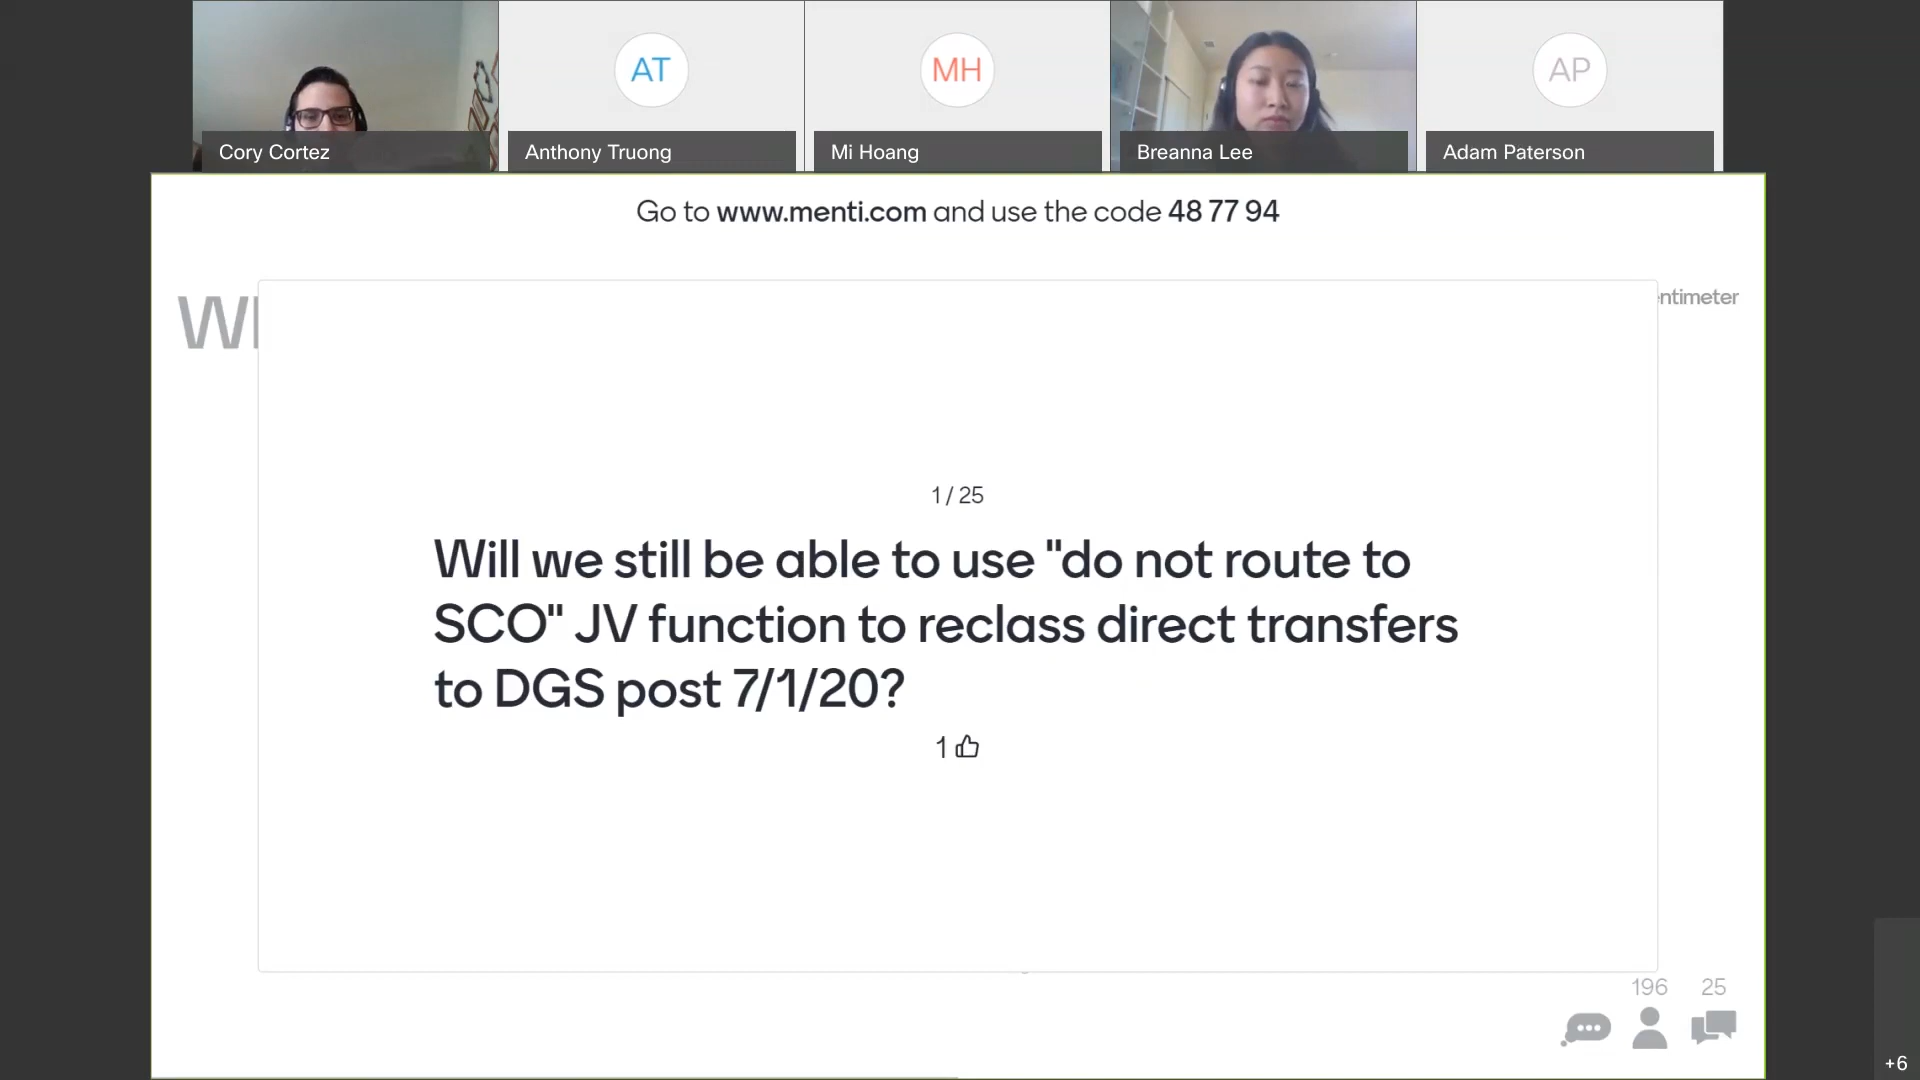 AT
MH
AP
Cory Cortez
Anthony Truong
Mi Hoang
Breanna Lee
Adam Paterson
Go to www.menti.com and use the code 48 77 94
ntimeter
1 / 25
Will we still be able to use "do not route to
SCO" JV function to reclass direct transfers
to DGS post 7/1/20?
1
196
25
+6